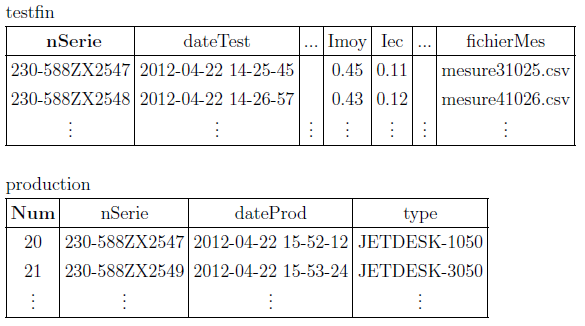 testfin
nSerie dateTest ... Imoy Iec ... fichierMes
230-588ZX2547 2012-04-22 14-25-45 0.45 0.11 mesure31025.csv
230-588ZX2548 2012-04-22 14-26-57 0.43 0.12 mesure41026.csv
⋮ ⋮ ⋮ ⋮ ⋮ ⋮ ⋮
production
Num nSerie dateProd type
20 230-588ZX2547 2012-04-22 15-52-12 JETDESK-1050
21 230-588ZX2549 2012-04-22 15-53-24 JETDESK-3050
⋮ ⋮ ⋮ ⋮